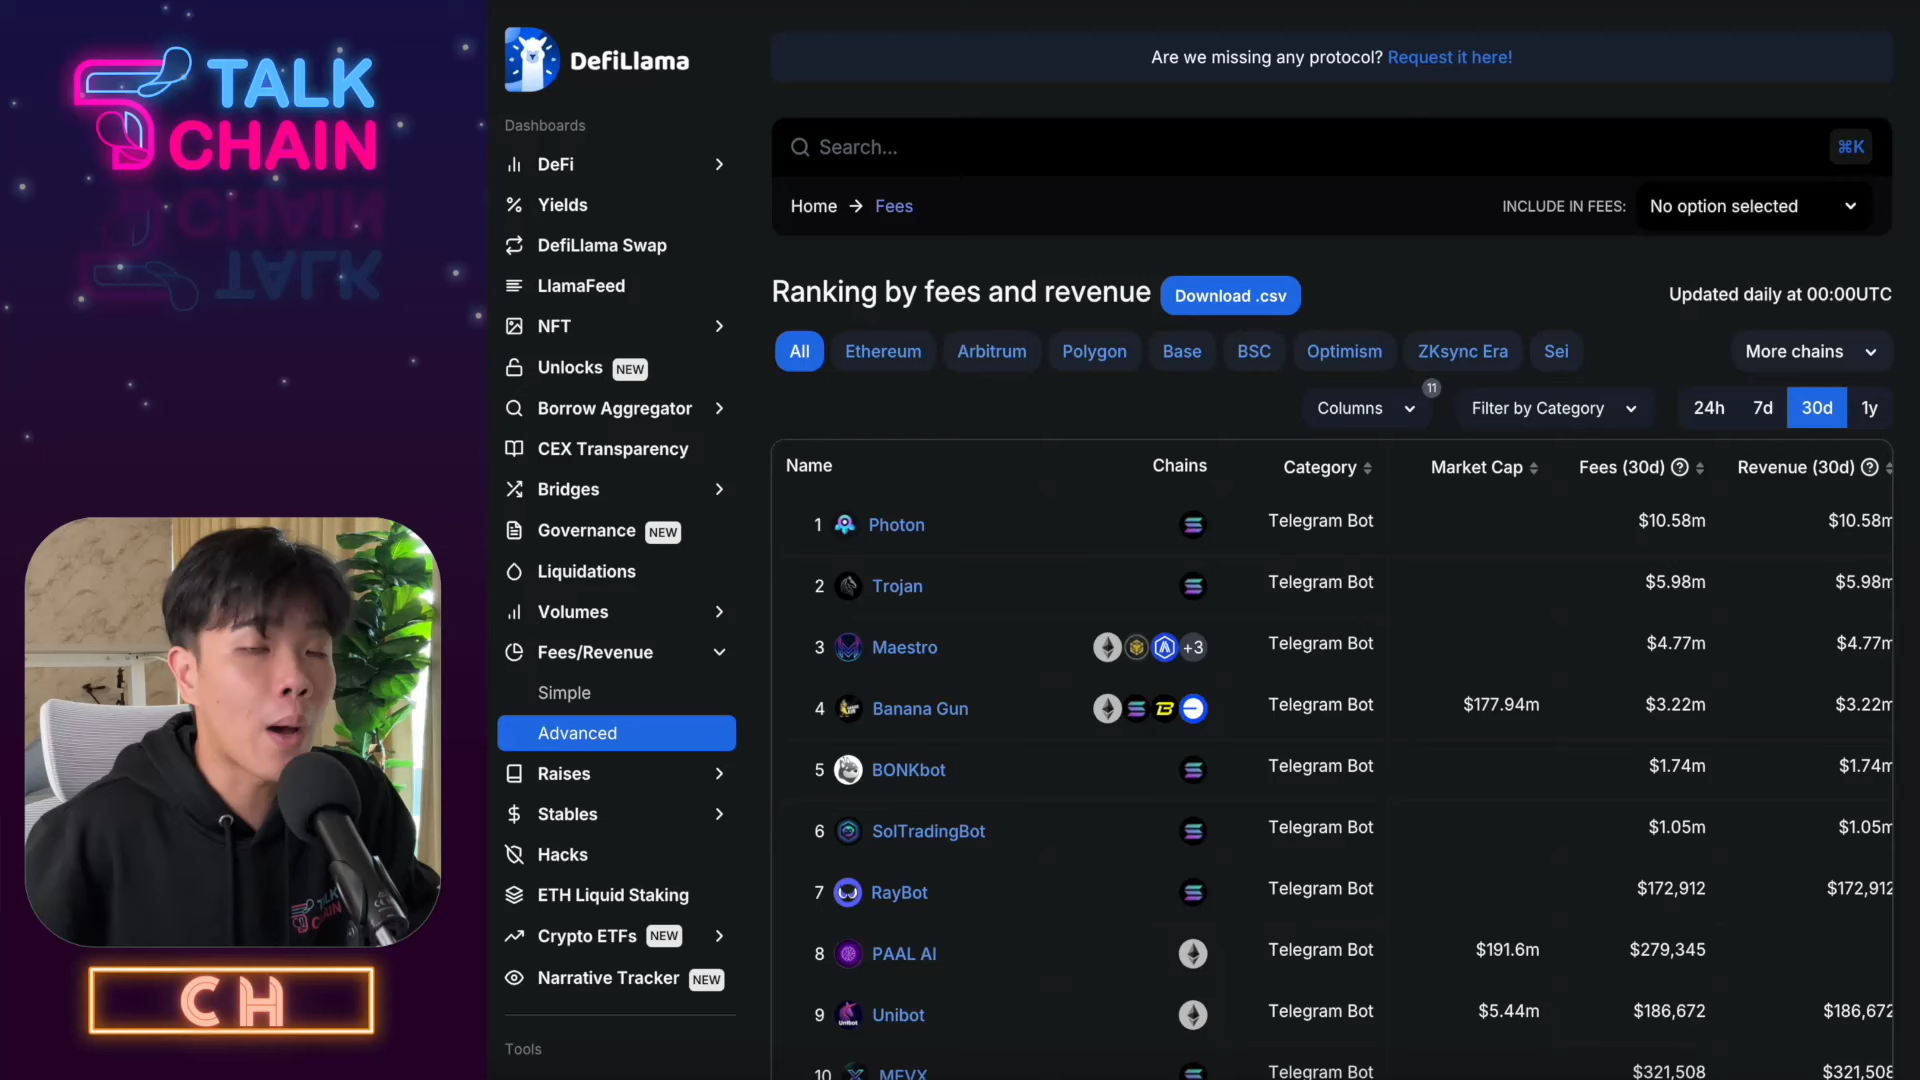 TALK
CHAIN
CH
DefiLlama
Dashboards
DeFi
Yields
DefiLlama Swap
LlamaFeed
NFT
Unlocks NEW
Borrow Aggregator
CEX Transparency
Bridges
Governance NEW
Liquidations
Volumes
Fees/Revenue
Simple
Advanced
Raises
Stables
Hacks
ETH Liquid Staking
Crypto ETFs NEW
Narrative Tracker NEW
Tools
Are we missing any protocol? Request it here!
Search... ⌘K
Home → Fees INCLUDE IN FEES: No option selected
Ranking by fees and revenue Download .csv Updated daily at 00:00UTC
All Ethereum Arbitrum Polygon Base BSC Optimism ZKsync Era Sei More chains
Columns 11 Filter by Category 24h 7d 30d 1y
Name Chains Category Market Cap Fees (30d) Revenue (30d)
1 Photon Telegram Bot $10.58m $10.58m
2 Trojan Telegram Bot $5.98m $5.98m
3 Maestro +3 Telegram Bot $4.77m $4.77m
4 Banana Gun Telegram Bot $177.94m $3.22m $3.22m
5 BONKbot Telegram Bot $1.74m $1.74m
6 SolTradingBot Telegram Bot $1.05m $1.05m
7 RayBot Telegram Bot $172,912 $172,912
8 PAAL AI Telegram Bot $191.6m $279,345
9 Unibot Telegram Bot $5.44m $186,672 $186,672
10 MEVX Telegram Bot $321,508 $321,508